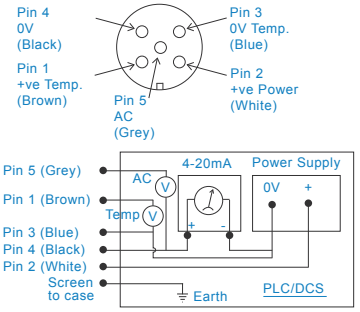 Pin 4
0V
(Black)
Pin 3
0V Temp.
(Blue)
Pin 1
+ve Temp.
(Brown)
Pin 2
+ve Power
(White)
Pin 5
AC
(Grey)
4-20mA
Power Supply
Pin 5 (Grey)
AC
V
0V
+
Pin 1 (Brown)
Temp
V
Pin 3 (Blue)
+
-
Pin 4 (Black)
Pin 2 (White)
Screen
to case
Earth
PLC/DCS